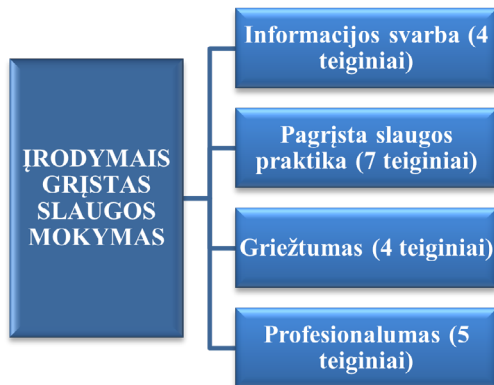 ĮRODYMAIS
GRĮSTAS
SLAUGOS
MOKYMAS
Informacijos svarba (4
teiginiai)
Pagrįsta slaugos
praktika (7 teiginiai)
Griežtumas (4 teiginiai)
Profesionalumas (5
teiginiai)